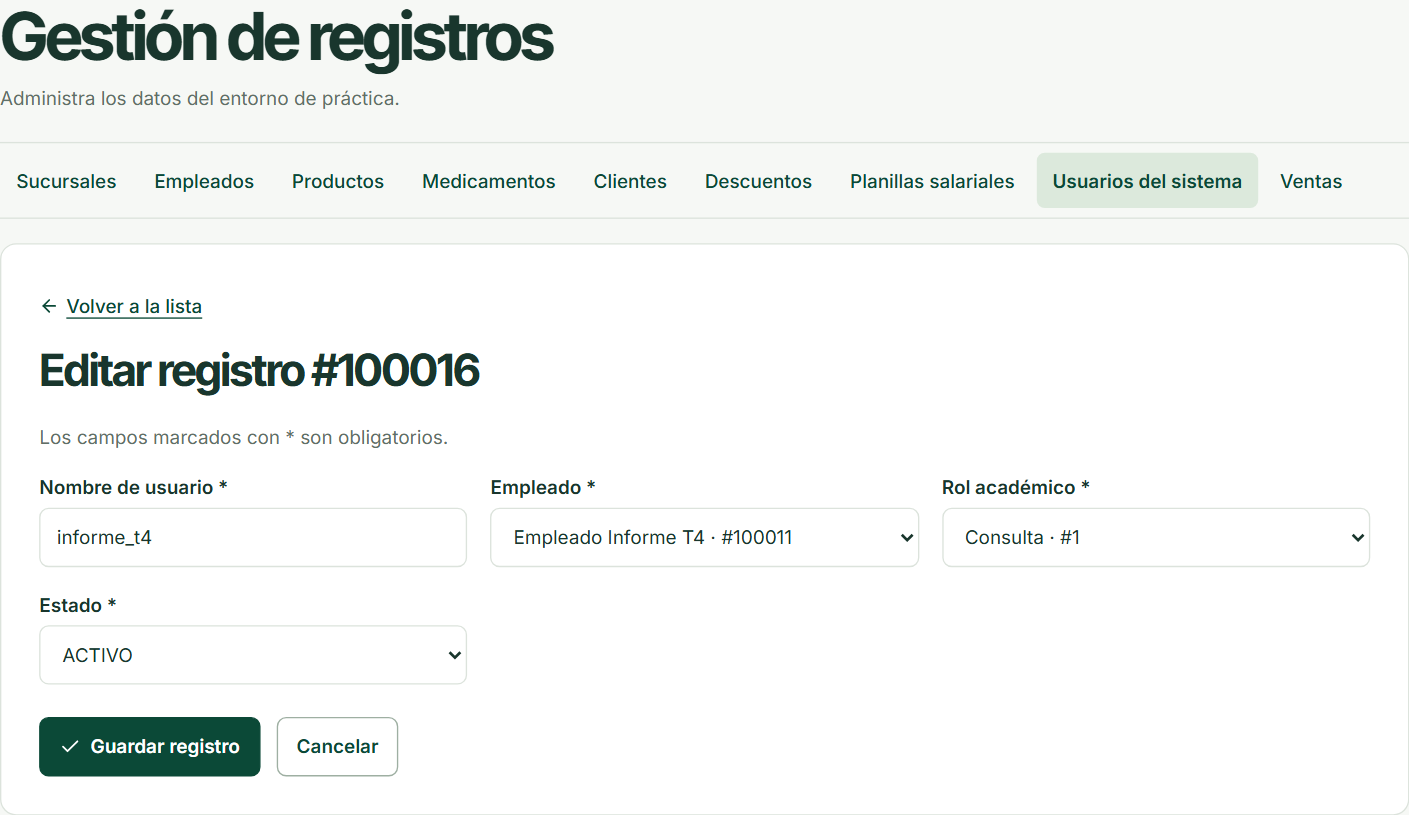 Gestión de registros
Administra los datos del entorno de práctica.
Sucursales Empleados Productos Medicamentos Clientes Descuentos Planillas salariales Usuarios del sistema Ventas
← Volver a la lista
Editar registro #100016
Los campos marcados con * son obligatorios.
Nombre de usuario * Empleado * Rol académico *
informe_t4 Empleado Informe T4 · #100011 Consulta · #1
Estado *
ACTIVO
Guardar registro Cancelar